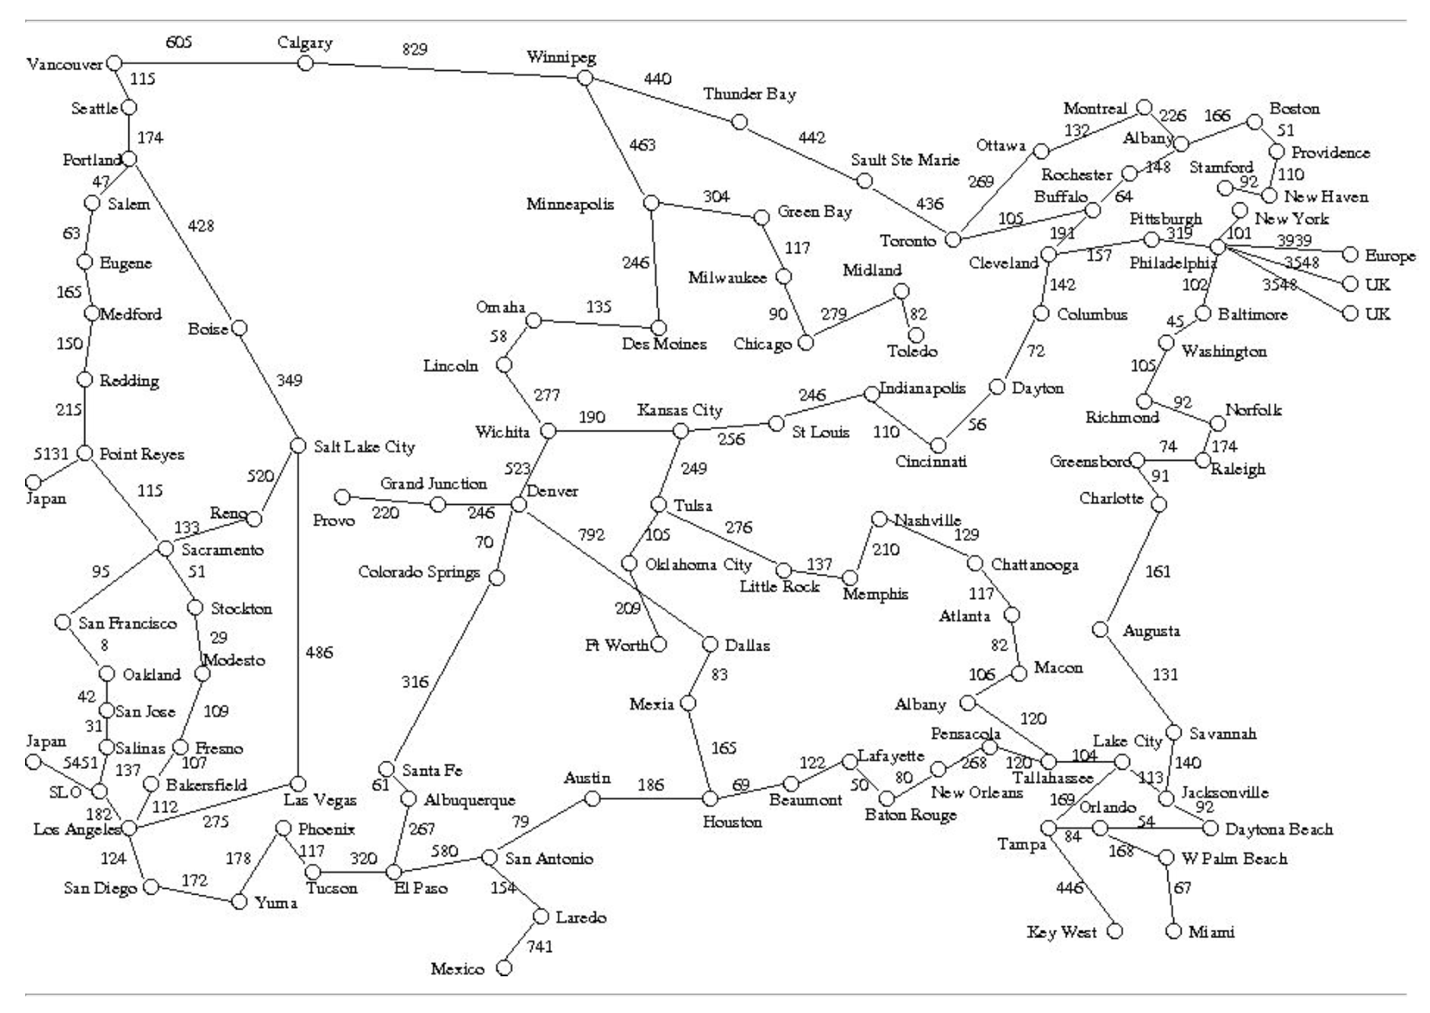 605
Calgary
829
Winnipeg
Vancouver
115
440
Thunder Bay
Seattle
174
442
Montreal
226
166
Boston
132
51
Portland
463
Sault Ste Marie
Ottawa
Albany
Providence
47
148
Stamford
110
Salem
436
269
Rochester
92
New Haven
63
428
Minneapolis
304
Green Bay
Buffalo
64
Pittsburgh
New York
Toronto
105
191
319
101
3939
Eugene
246
117
Midland
Cleveland
157
Philadelphia
3548
Europe
165
Milwaukee
142
102
3548
UK
Medford
Omaha
135
90
279
82
Columbus
Baltimore
UK
150
Boise
58
Des Moines
Chicago
Toledo
72
45
Washington
Lincoln
105
Redding
349
277
Indianapolis
Dayton
92
215
190
Kansas City
246
56
Richmond
Norfolk
Wichita
256
St Louis
110
174
5131
Point Reyes
Salt Lake City
523
249
Cincinnati
Greensboro
74
Raleigh
Japan
115
520
Grand Junction
Denver
91
Provo
220
246
Tulsa
Charlotte
Reno
Nashville
133
70
792
105
276
129
Sacramento
210
95
51
Colorado Springs
Oklahoma City
137
Chattanooga
161
Stockton
209
Little Rock
Memphis
117
San Francisco
Atlanta
29
Augusta
8
Modesto
486
Ft Worth
Dallas
82
Oakland
316
83
106
Macon
131
42
Mexia
Albany
San Jose
109
120
31
Pensacola
Lake City
Savannah
Japan
Salinas
Fresno
165
Lafayette
104
5451
137
107
Santa Fe
122
268
120
Tallahassee
140
SLO
Bakersfield
61
Austin
186
69
50
80
113
182
112
Las Vegas
Albuquerque
Beaumont
New Orleans
169
Orlando
Jacksonville
Los Angeles
275
Phoenix
267
79
Houston
Baton Rouge
92
54
Daytona Beach
124
178
117
320
580
San Antonio
Tampa
84
168
W Palm Beach
San Diego
172
Tucson
El Paso
154
446
67
Yuma
Laredo
Key West
Miami
741
Mexico